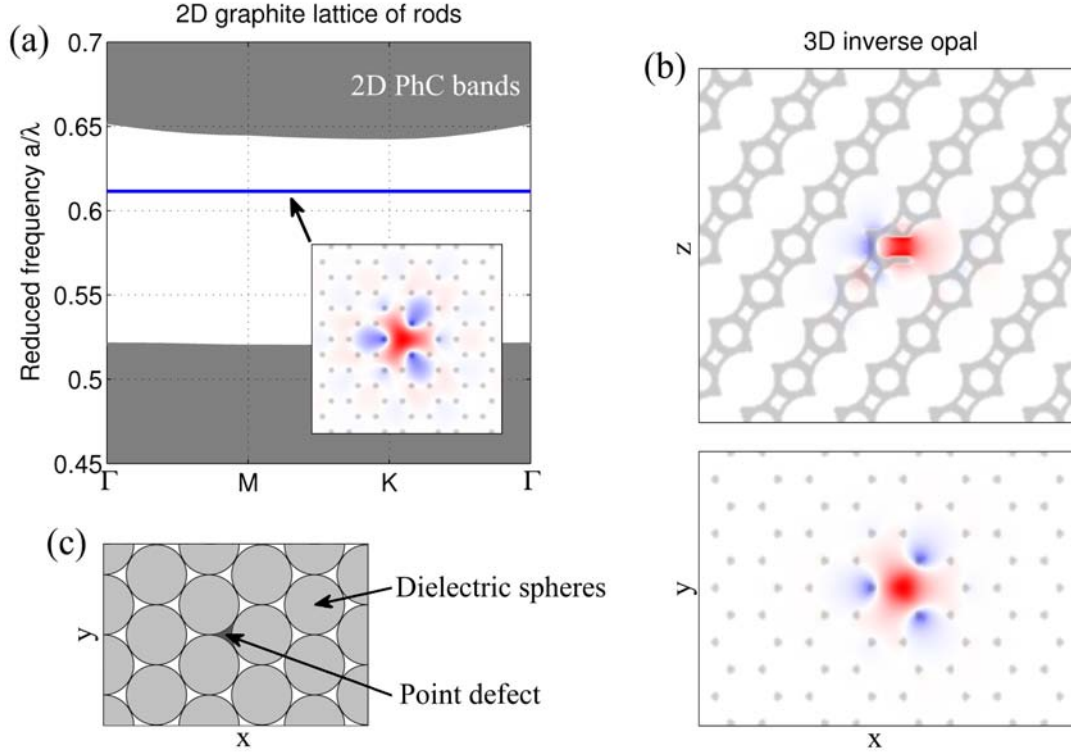 2D graphite lattice of rods
(a)
Reduced frequency a/λ
0.7
0.65
0.6
0.55
0.5
0.45
2D PhC bands
Γ
M
K
Γ
3D inverse opal
(b)
z
y
x
(c)
y
x
Dielectric spheres
Point defect